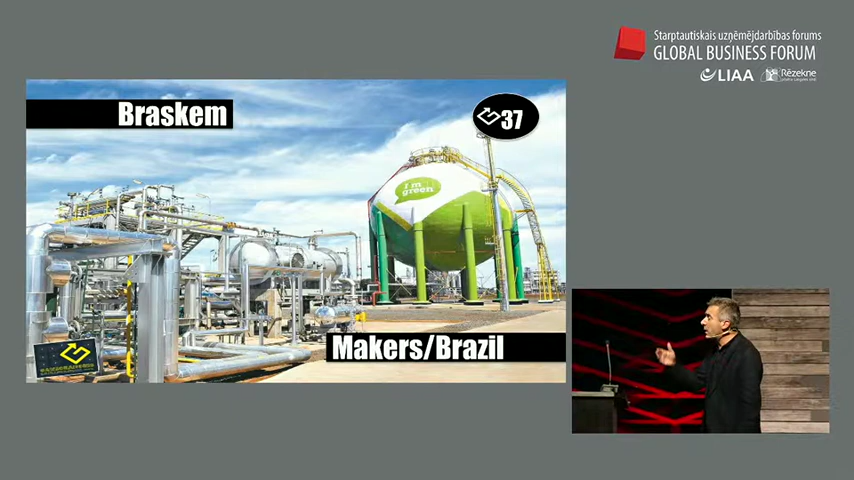 Starptautiskais uzņēmējdarbības forums
GLOBAL BUSINESS FORUM
LIAA
Rēzekne
Braskem
37
I'm
green
Makers/Brazil